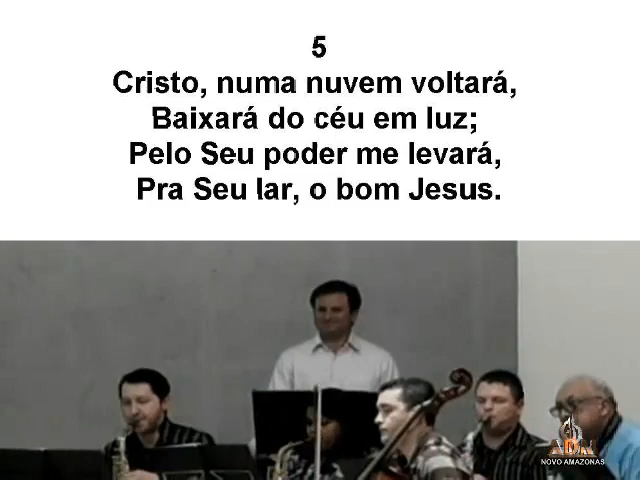 5
Cristo, numa nuvem voltará,
Baixará do céu em luz;
Pelo Seu poder me levará,
Pra Seu lar, o bom Jesus.
NOVO AMAZONAS